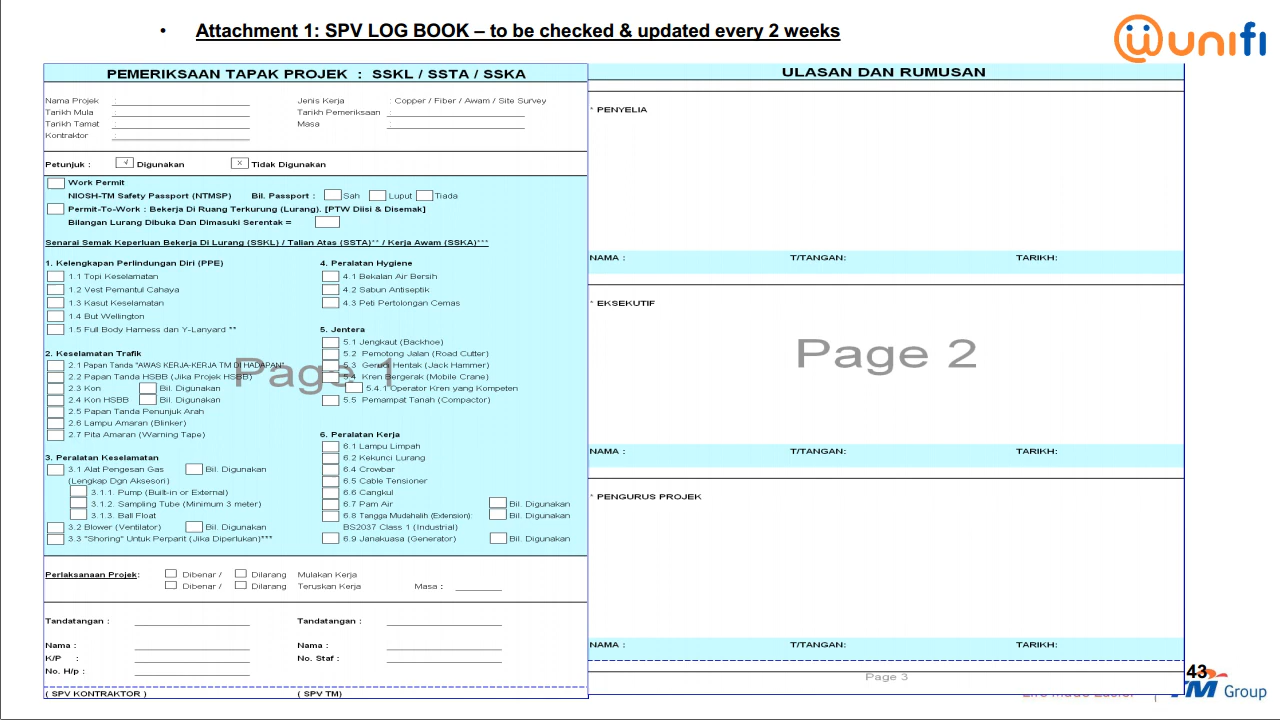 • Attachment 1: SPV LOG BOOK – to be checked & updated every 2 weeks
unifi
PEMERIKSAAN TAPAK PROJEK : SSKL / SSTA / SSKA
Nama Projek :
Jenis Kerja : Copper / Fiber / Awam / Site Survey
Tarikh Mula :
Tarikh Pemeriksaan :
Tarikh Tamat :
Masa :
Kontraktor :
Petunjuk : √ Digunakan X Tidak Digunakan
Work Permit
NIOSH-TM Safety Passport (NTMSP) Bil. Passport : Sah Luput Tiada
Permit-To-Work : Bekerja Di Ruang Terkurung (Lurang). [PTW Diisi & Disemak]
Bilangan Lurang Dibuka Dan Dimasuki Serentak =
Senarai Semak Keperluan Bekerja Di Lurang (SSKL) / Talian Atas (SSTA)** / Kerja Awam (SSKA)***
1. Kelengkapan Perlindungan Diri (PPE)
1.1 Topi Keselamatan
1.2 Vest Pemantul Cahaya
1.3 Kasut Keselamatan
1.4 But Wellington
1.5 Full Body Harness dan Y-Lanyard **
2. Keselamatan Trafik
2.1 Papan Tanda "AWAS KERJA-KERJA TM DI HADAPAN"
2.2 Papan Tanda HSBB (Jika Projek HSBB)
2.3 Kon Bil. Digunakan
2.4 Kon HSBB Bil. Digunakan
2.5 Papan Tanda Penunjuk Arah
2.6 Lampu Amaran (Blinker)
2.7 Pita Amaran (Warning Tape)
3. Peralatan Keselamatan
3.1 Alat Pengesan Gas Bil. Digunakan
(Lengkap Dgn Aksesori)
3.1.1. Pump (Built-in or External)
3.1.2. Sampling Tube (Minimum 3 meter)
3.1.3. Ball Float
3.2 Blower (Ventilator) Bil. Digunakan
3.3 "Shoring" Untuk Perparit (Jika Diperlukan)***
4. Peralatan Hygiene
4.1 Bekalan Air Bersih
4.2 Sabun Antiseptik
4.3 Peti Pertolongan Cemas
5. Jentera
5.1 Jengkaut (Backhoe)
5.2 Pemotong Jalan (Road Cutter)
5.3 Gerudi Hentak (Jack Hammer)
5.4 Kren Bergerak (Mobile Crane)
5.4.1 Operator Kren yang Kompeten
5.5 Pemampat Tanah (Compactor)
6. Peralatan Kerja
6.1 Lampu Limpah
6.2 Kekunci Lurang
6.4 Crowbar
6.5 Cable Tensioner
6.6 Cangkul
6.7 Pam Air Bil. Digunakan
6.8 Tangga Mudahalih (Extension): Bil. Digunakan
BS2037 Class 1 (Industrial)
6.9 Janakuasa (Generator) Bil. Digunakan
Page 1
Perlaksanaan Projek: Dibenar / Dilarang Mulakan Kerja
Dibenar / Dilarang Teruskan Kerja Masa :
Tandatangan : Tandatangan :
Nama : Nama :
K/P : No. Staf :
No. H/p :
( SPV KONTRAKTOR ) ( SPV TM)
ULASAN DAN RUMUSAN
* PENYELIA
NAMA : T/TANGAN: TARIKH:
* EKSEKUTIF
Page 2
NAMA : T/TANGAN: TARIKH:
* PENGURUS PROJEK
NAMA : T/TANGAN: TARIKH:
Page 3
43
TM Group